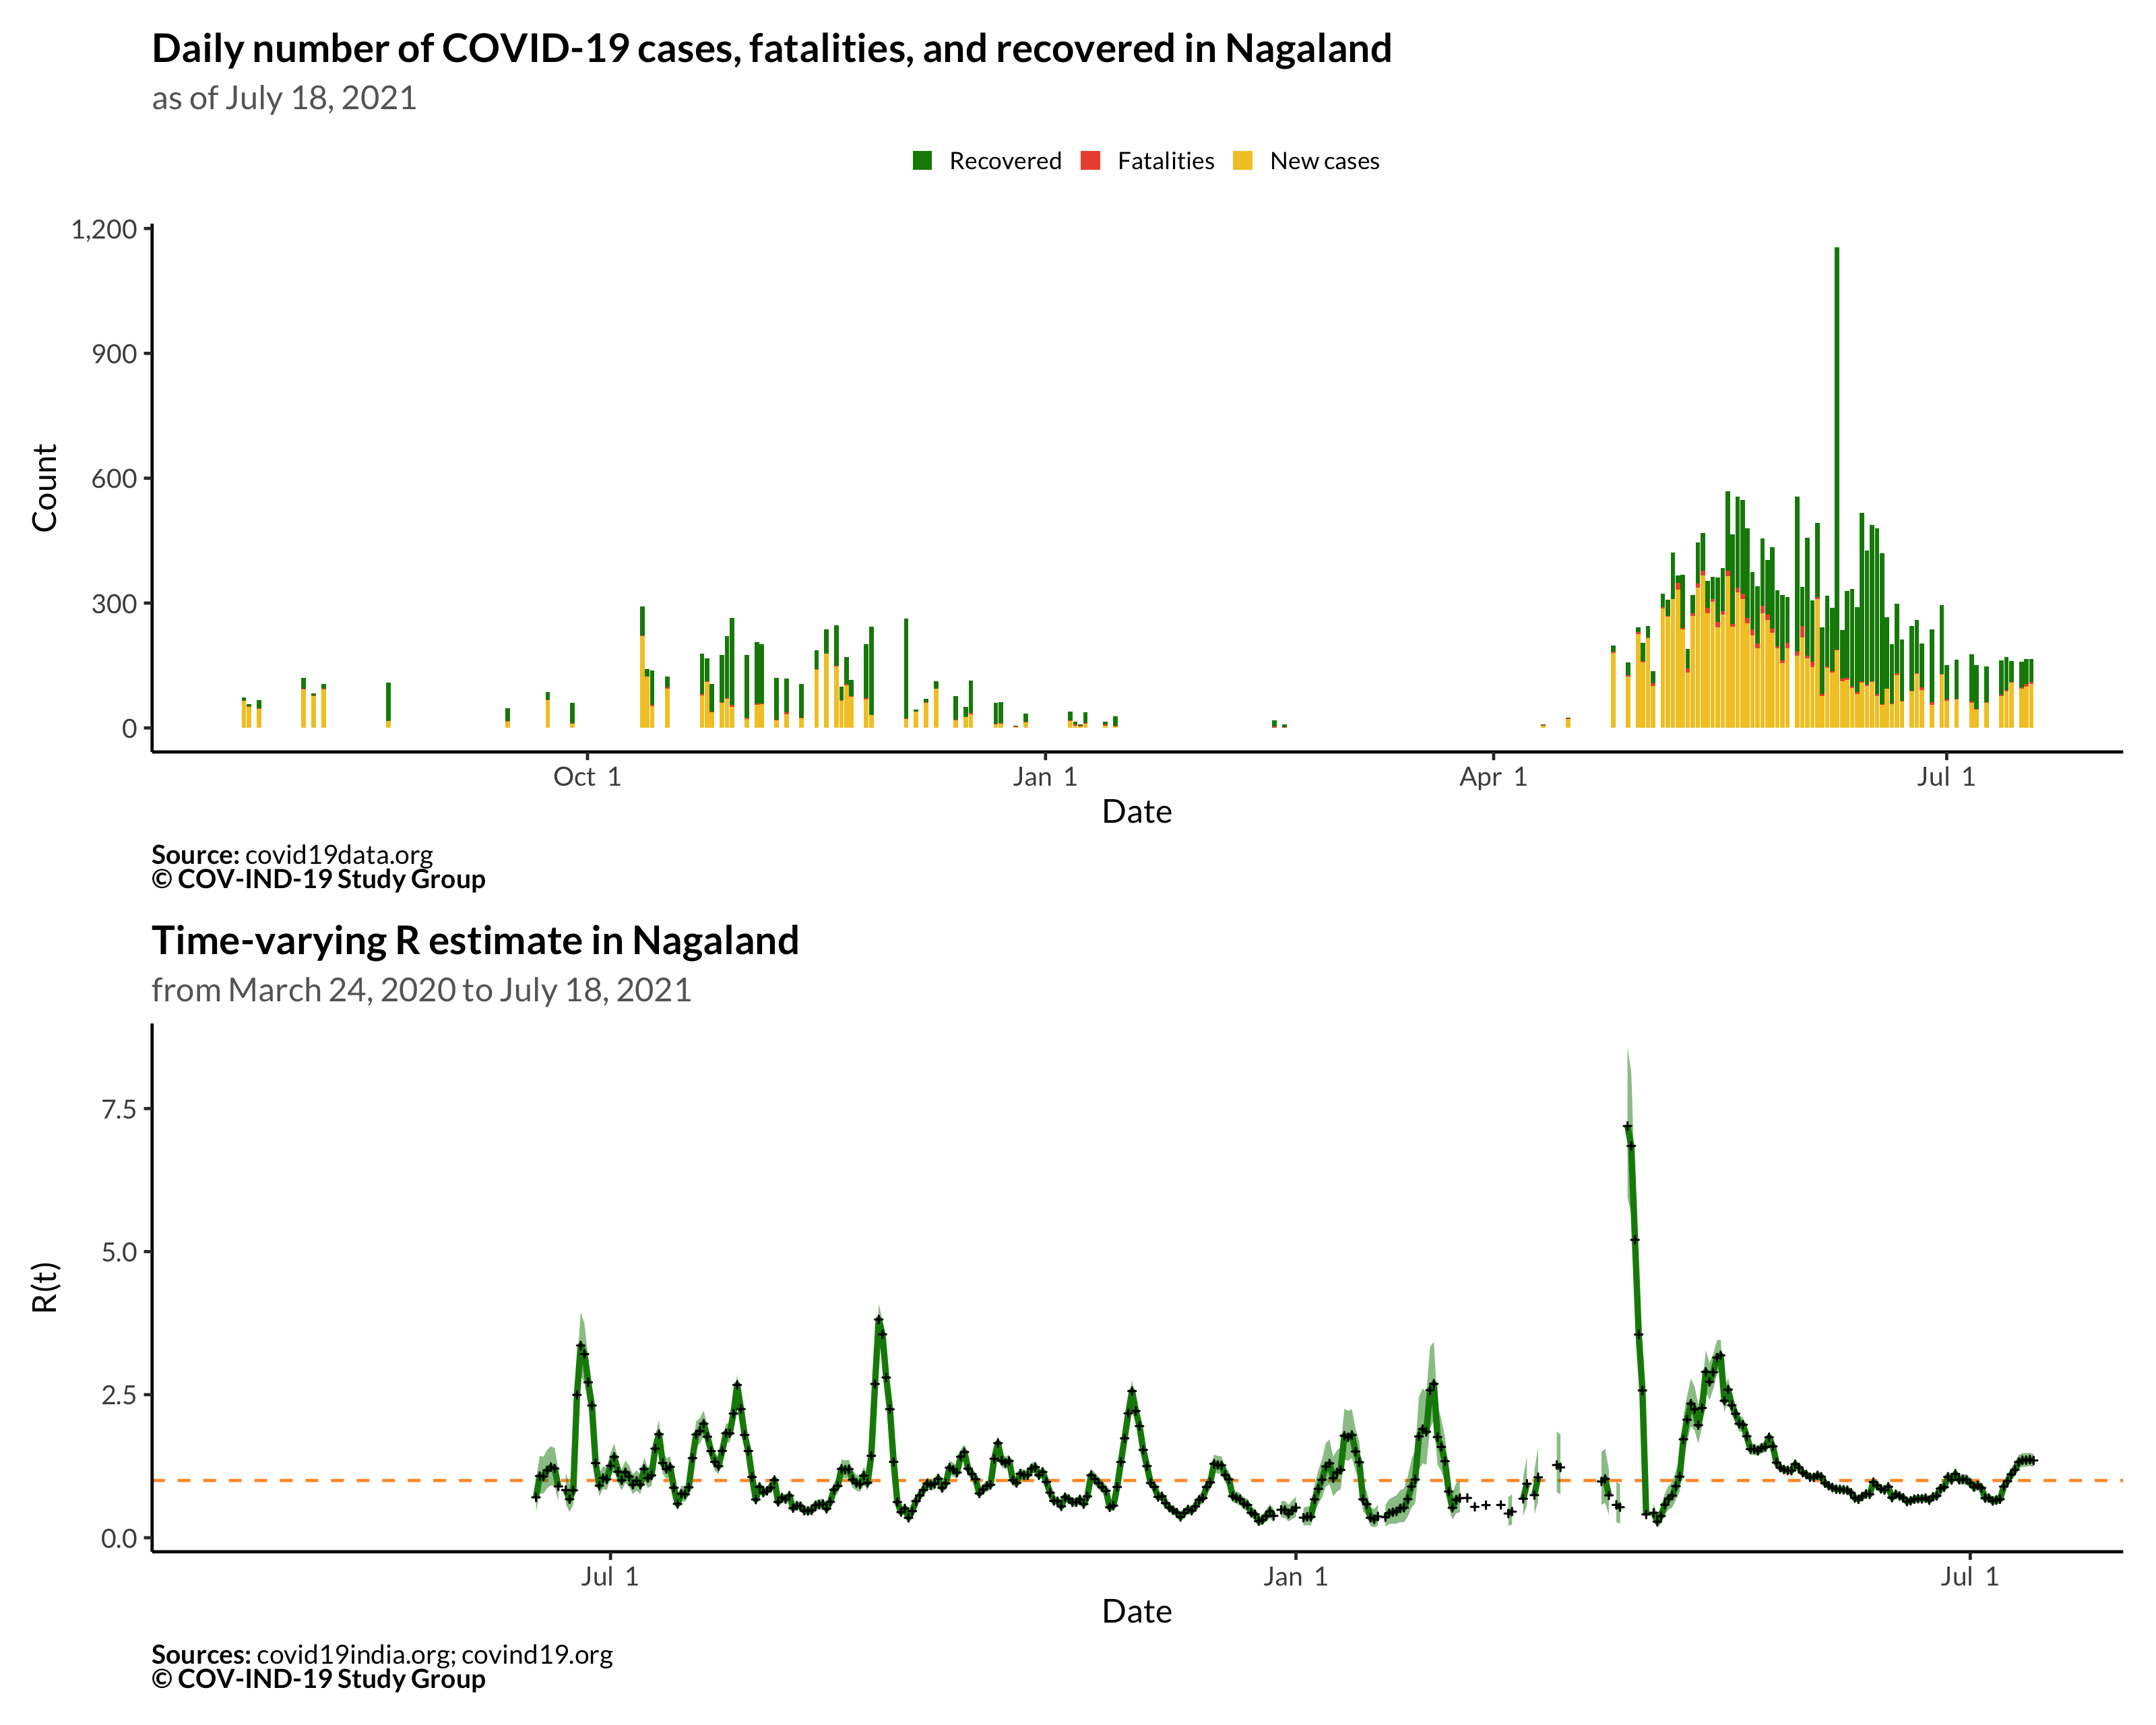 Daily number of COVID-19 cases, fatalities, and recovered in Nagaland
as of July 18, 2021
Recovered Fatalities New cases
1,200
900
600
300
0
Count
Oct 1 Jan 1 Apr 1 Jul 1
Date
Source: covid19data.org
© COV-IND-19 Study Group
Time-varying R estimate in Nagaland
from March 24, 2020 to July 18, 2021
7.5
5.0
2.5
0.0
R(t)
Jul 1 Jan 1 Jul 1
Date
Sources: covid19india.org; covind19.org
© COV-IND-19 Study Group